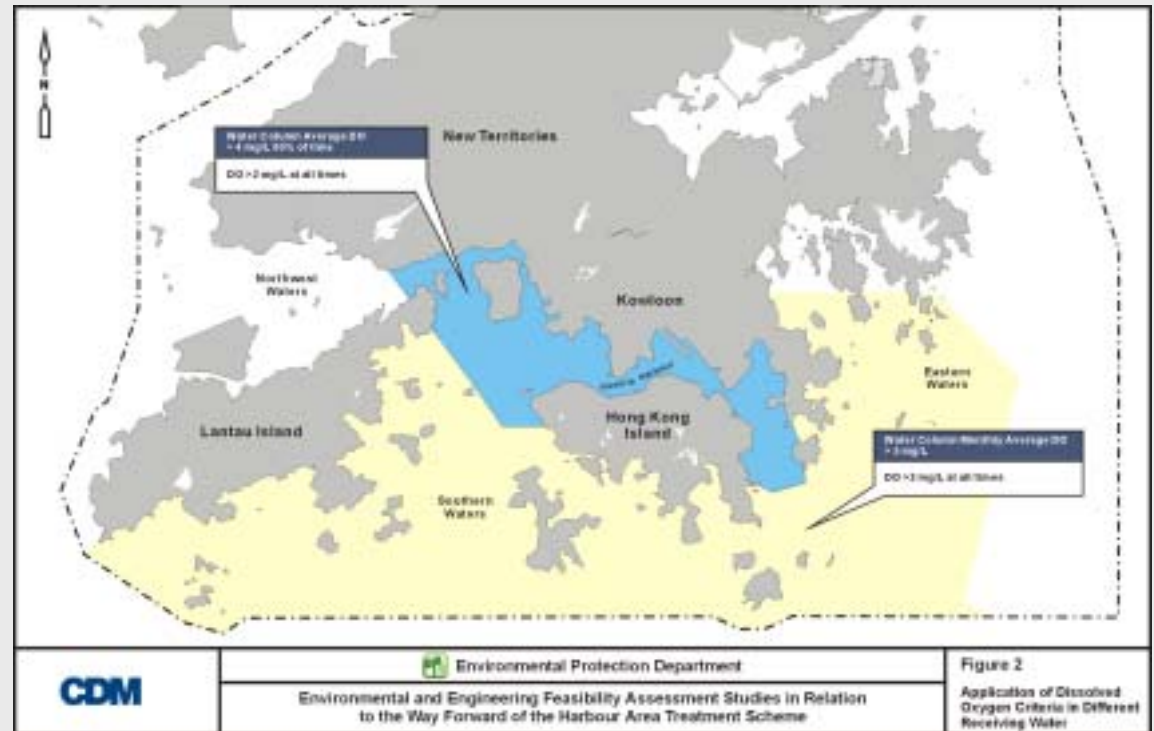 N
New Territories
Water Column Average DO
> 4 mg/L 90% of time
DO >2 mg/L at all times
Northwest
Waters
Kowloon
Victoria Harbour
Eastern
Waters
Lantau Island
Hong Kong
Island
Water Column Monthly Average DO
> 5 mg/L
DO >2 mg/L at all times
Southern
Waters
CDM
Environmental Protection Department
Environmental and Engineering Feasibility Assessment Studies in Relation
to the Way Forward of the Harbour Area Treatment Scheme
Figure 2
Application of Dissolved
Oxygen Criteria in Different
Receiving Water